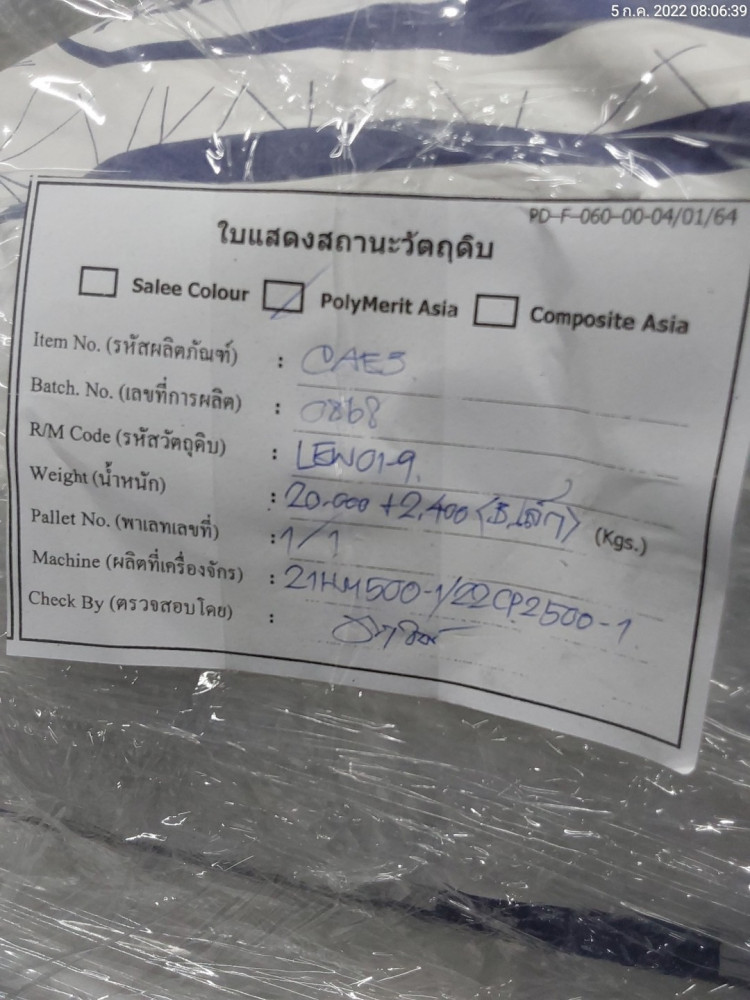 5 ก.ค. 2022 08:06:39
PD-F-060-00-04/01/64
ใบแสดงสถานะวัตถุดิบ
Salee Colour PolyMerit Asia Composite Asia
Item No. (รหัสผลิตภัณฑ์) : CAE3
Batch. No. (เลขที่การผลิต) : 0868
R/M Code (รหัสวัตถุดิบ) : LEW01-9
Weight (น้ำหนัก) : 20.000 + 2.400 (Kgs.)
Pallet No. (พาเลทเลขที่) : 1/1
Machine (ผลิตที่เครื่องจักร) : 21HM500-1/22CP2500-1
Check By (ตรวจสอบโดย) :